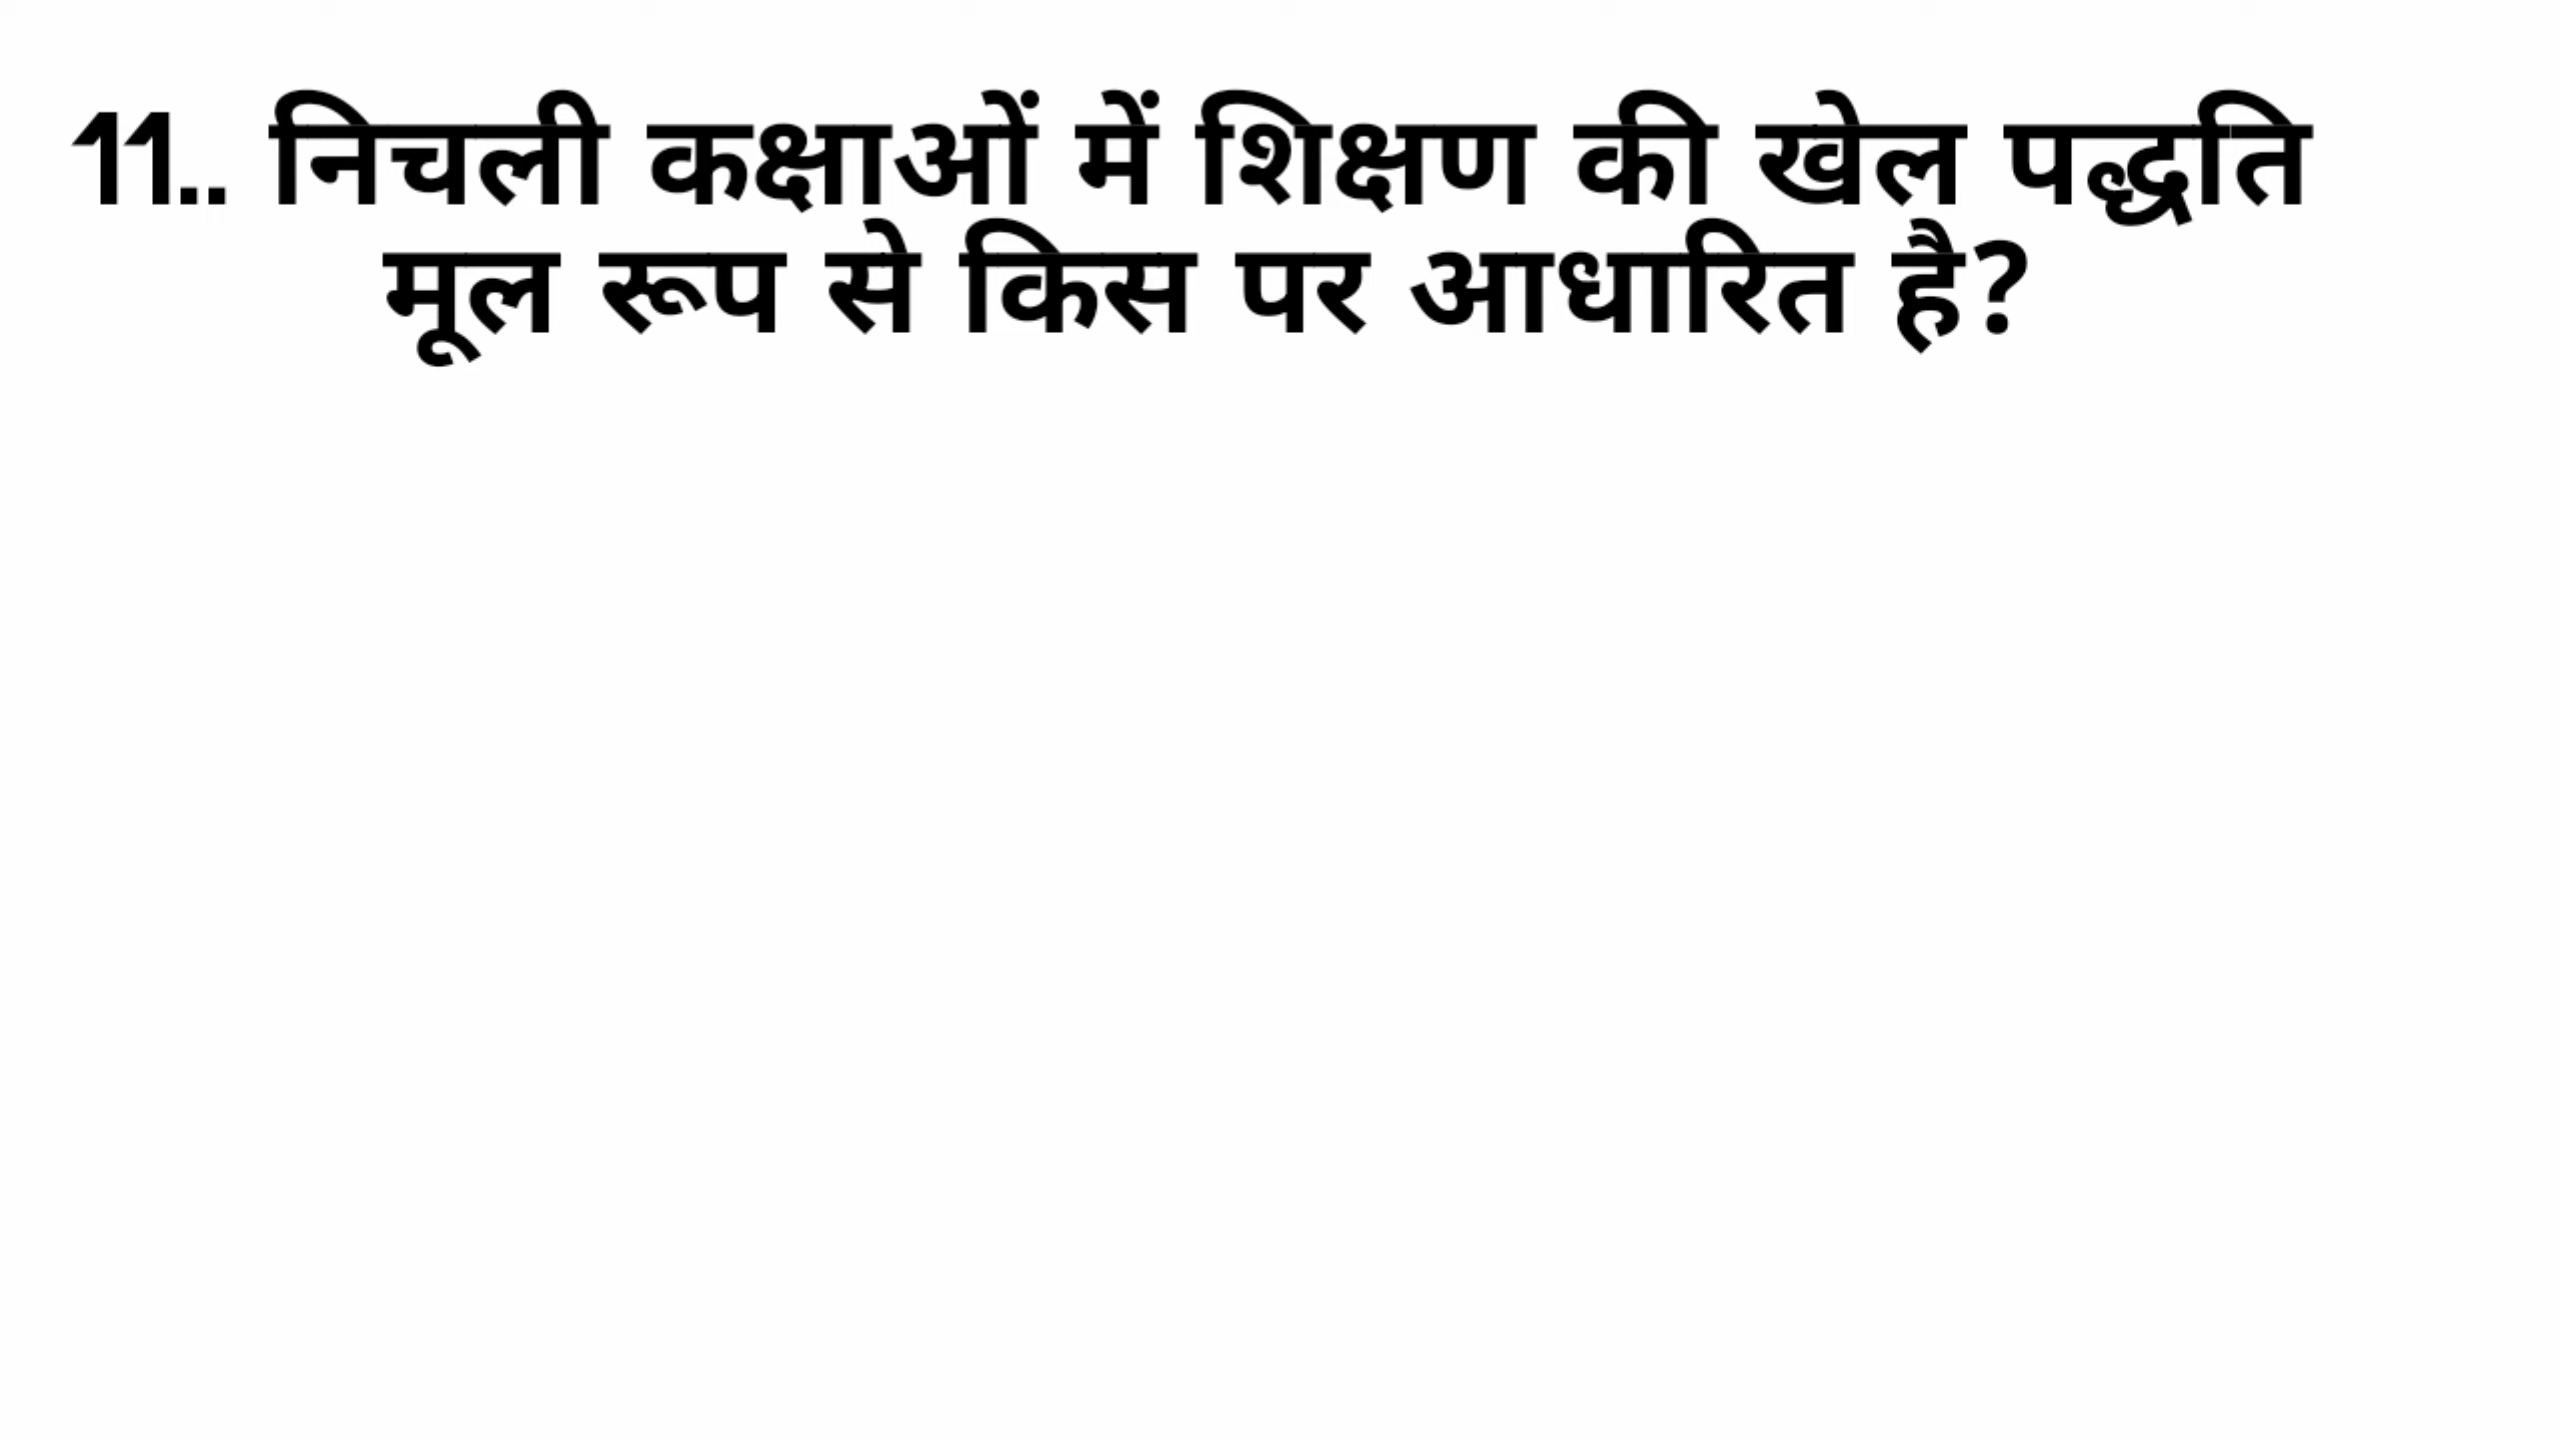 11.. निचली कक्षाओं में शिक्षण की खेल पद्धति
मूल रूप से किस पर आधारित है?